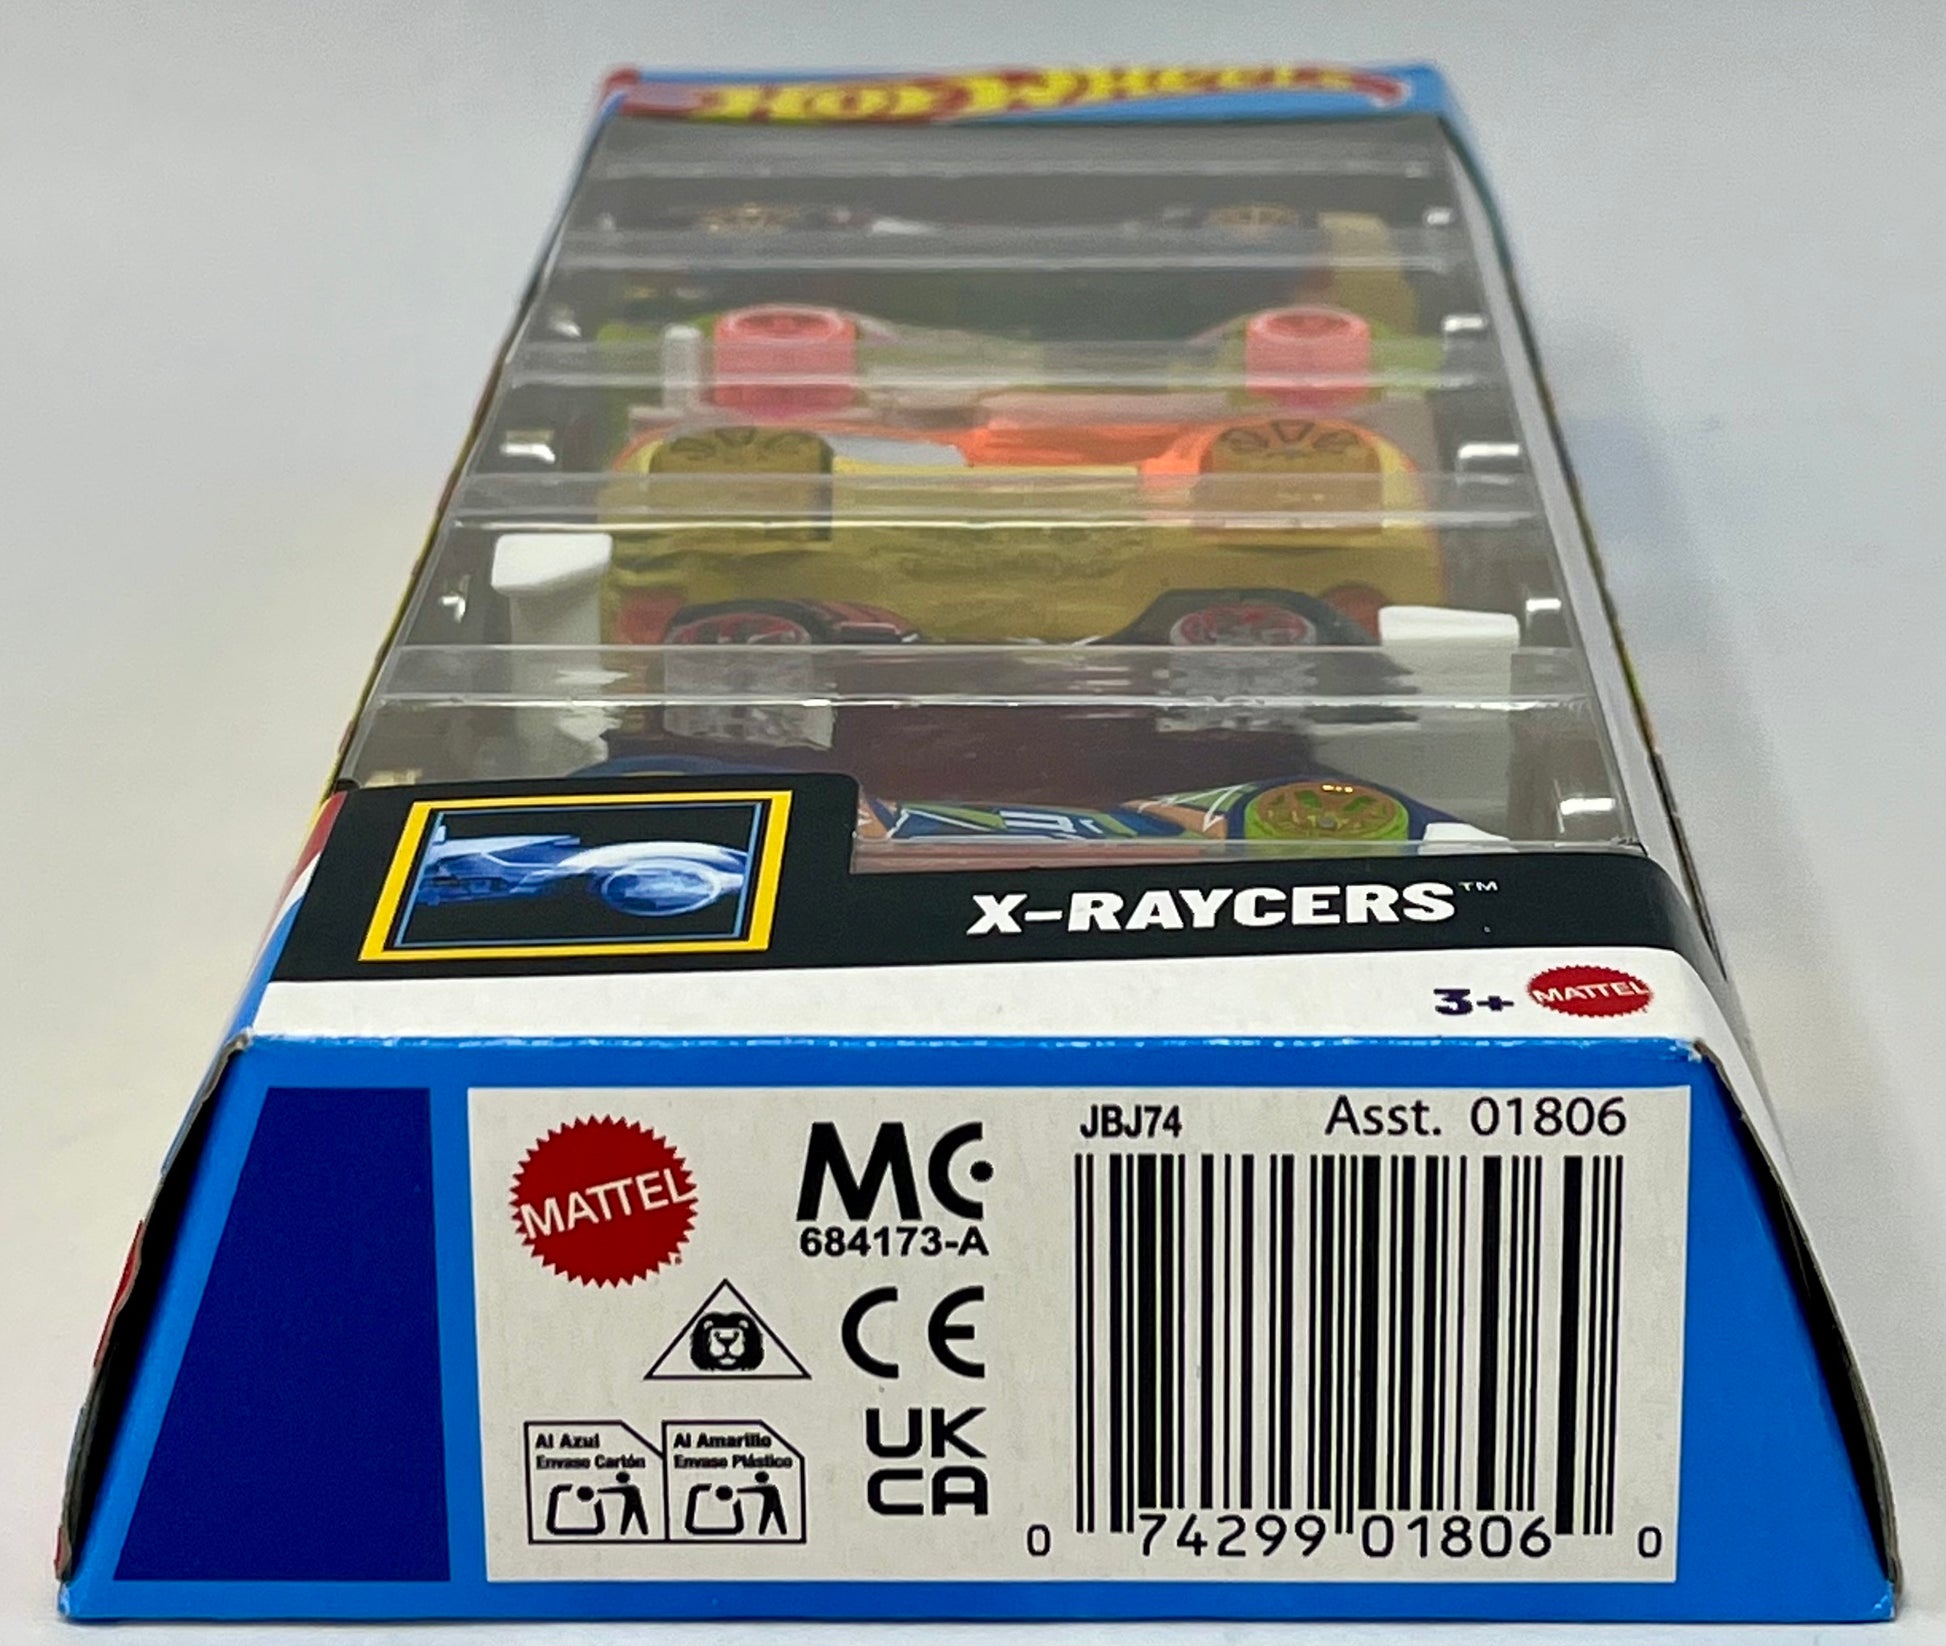 Hot Wheels
X-RAYCERS™
3+ MATTEL
MATTEL
MC
684173-A
CE
UK
CA
Al Azul
Envase Cartón
Al Amarillo
Envase Plástico
JBJ74 Asst. 01806
0 74299 01806 0